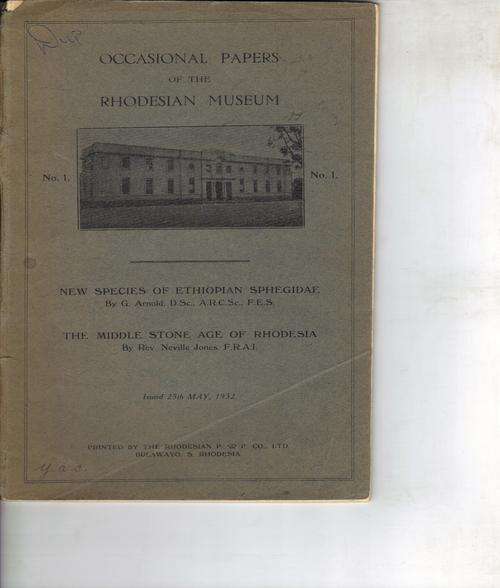 Dup
OCCASIONAL PAPERS
OF THE
RHODESIAN MUSEUM
No. 1.
No. 1.
NEW SPECIES OF ETHIOPIAN SPHEGIDAE
By G. Arnold, D.Sc., A.R.C.Sc., F.E.S.
THE MIDDLE STONE AGE OF RHODESIA
By Rev. Neville Jones, F.R.A.I.
Issued 25th MAY, 1932
PRINTED BY THE RHODESIAN P. & P. CO., LTD.
BULAWAYO, S. RHODESIA